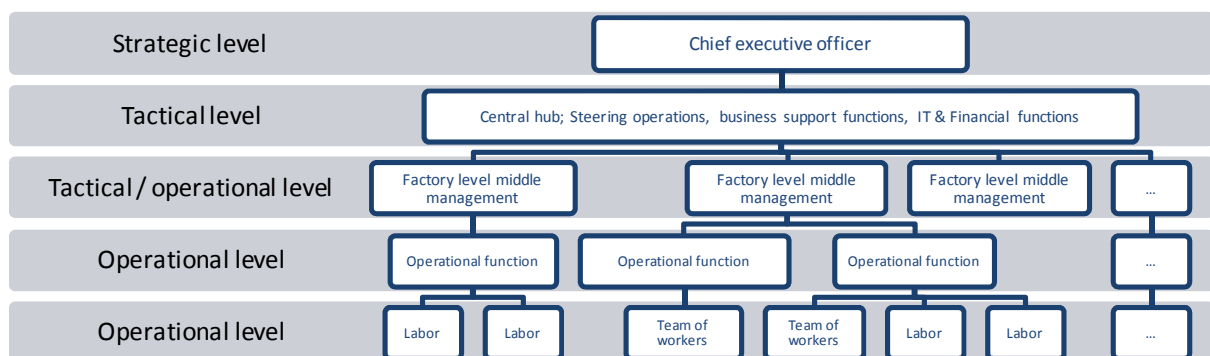 Strategic level
Chief executive officer
Tactical level
Central hub; Steering operations, business support functions, IT & Financial functions
Tactical / operational level
Factory level middle
management
Factory level middle
management
Factory level middle
management
...
Operational level
Operational function
Operational function
Operational function
...
Operational level
Labor
Labor
Team of
workers
Team of
workers
Labor
Labor
...